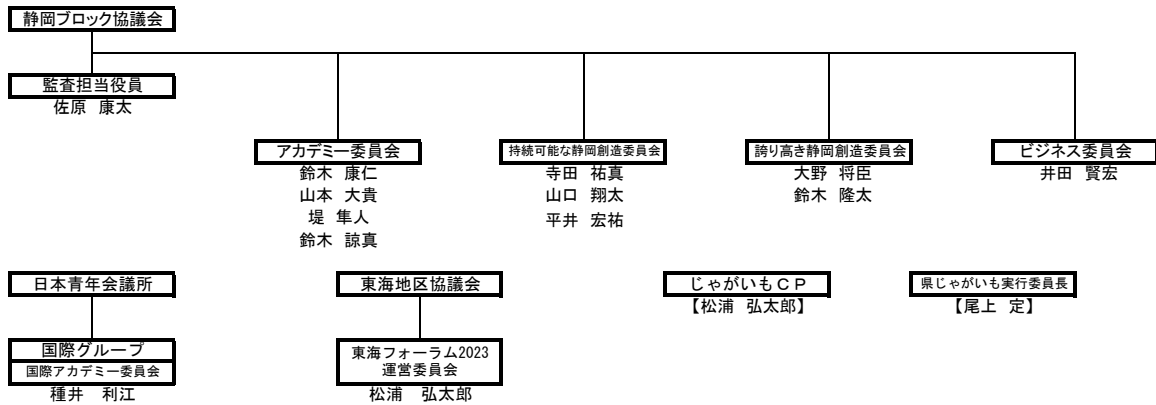 静岡ブロック協議会
監査担当役員
佐原 康太
アカデミー委員会
鈴木 康仁
山本 大貴
堤 隼人
鈴木 諒真
持続可能な静岡創造委員会
寺田 祐真
山口 翔太
平井 宏祐
誇り高き静岡創造委員会
大野 将臣
鈴木 隆太
ビジネス委員会
井田 賢宏
日本青年会議所
国際グループ
国際アカデミー委員会
種井 利江
東海地区協議会
東海フォーラム2023
運営委員会
松浦 弘太郎
じゃがいもCP
【松浦 弘太郎】
県じゃがいも実行委員長
【尾上 定】